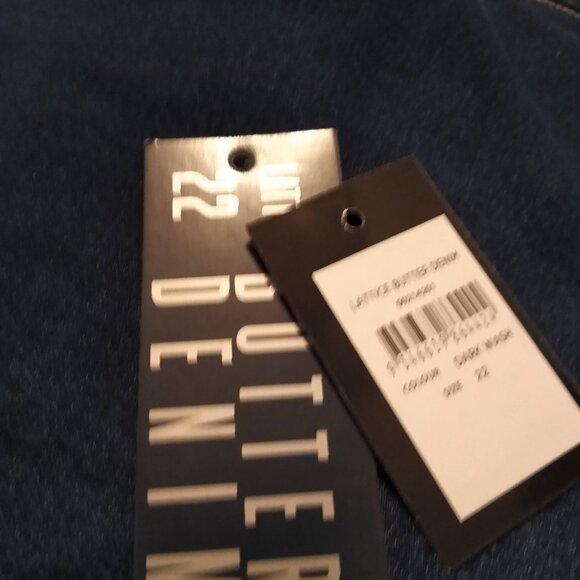 22
BUTTER
DENIM
LATTICE BUTTER DENIM
COLOUR DARK WASH
SIZE 22